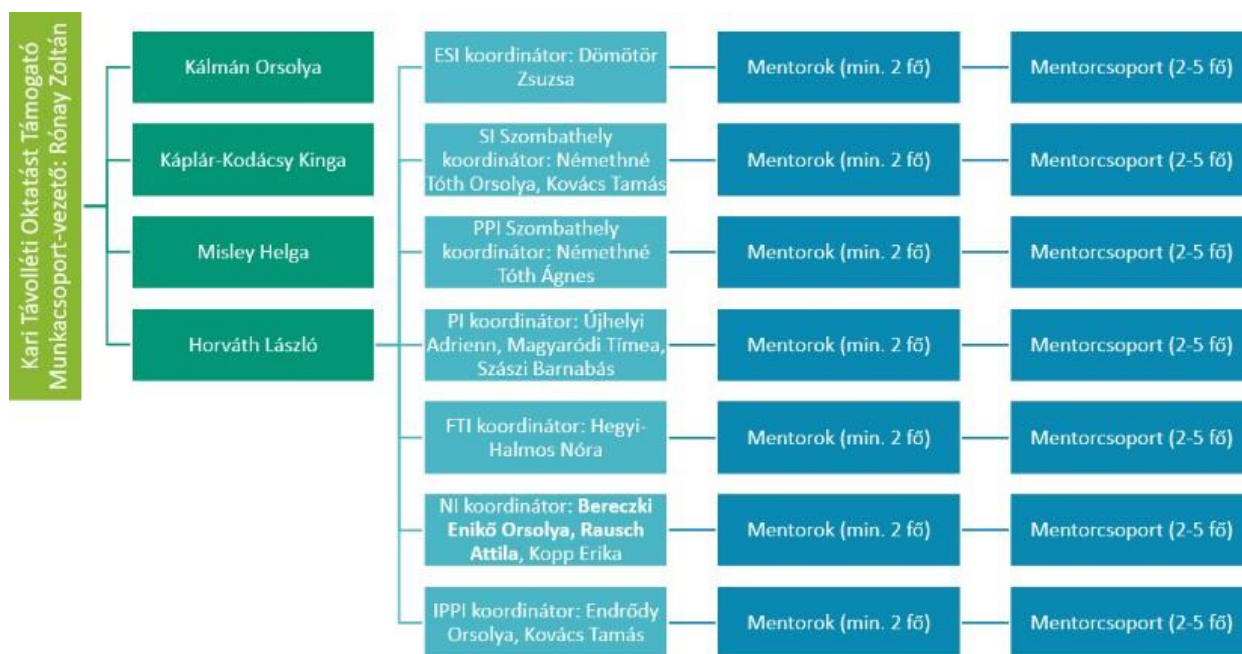 Kari Távolléti Oktatást Támogató
Munkacsoport-vezető: Rónay Zoltán
Kálmán Orsolya
Káplár-Kodácsy Kinga
Misley Helga
Horváth László
ESI koordinátor: Dömötör
Zsuzsa
Mentorok (min. 2 fő)
Mentorcsoport (2-5 fő)
SI Szombathely
koordinátor: Némethné
Tóth Orsolya, Kovács Tamás
Mentorok (min. 2 fő)
Mentorcsoport (2-5 fő)
PPI Szombathely
koordinátor: Némethné
Tóth Ágnes
Mentorok (min. 2 fő)
Mentorcsoport (2-5 fő)
PI koordinátor: Újhelyi
Adrienn, Magyaródi Tímea,
Szászi Barnabás
Mentorok (min. 2 fő)
Mentorcsoport (2-5 fő)
FTI koordinátor: Hegyi-
Halmos Nóra
Mentorok (min. 2 fő)
Mentorcsoport (2-5 fő)
NI koordinátor: Bereczki
Enikő Orsolya, Rausch
Attila, Kopp Erika
Mentorok (min. 2 fő)
Mentorcsoport (2-5 fő)
IPPI koordinátor: Endrődy
Orsolya, Kovács Tamás
Mentorok (min. 2 fő)
Mentorcsoport (2-5 fő)